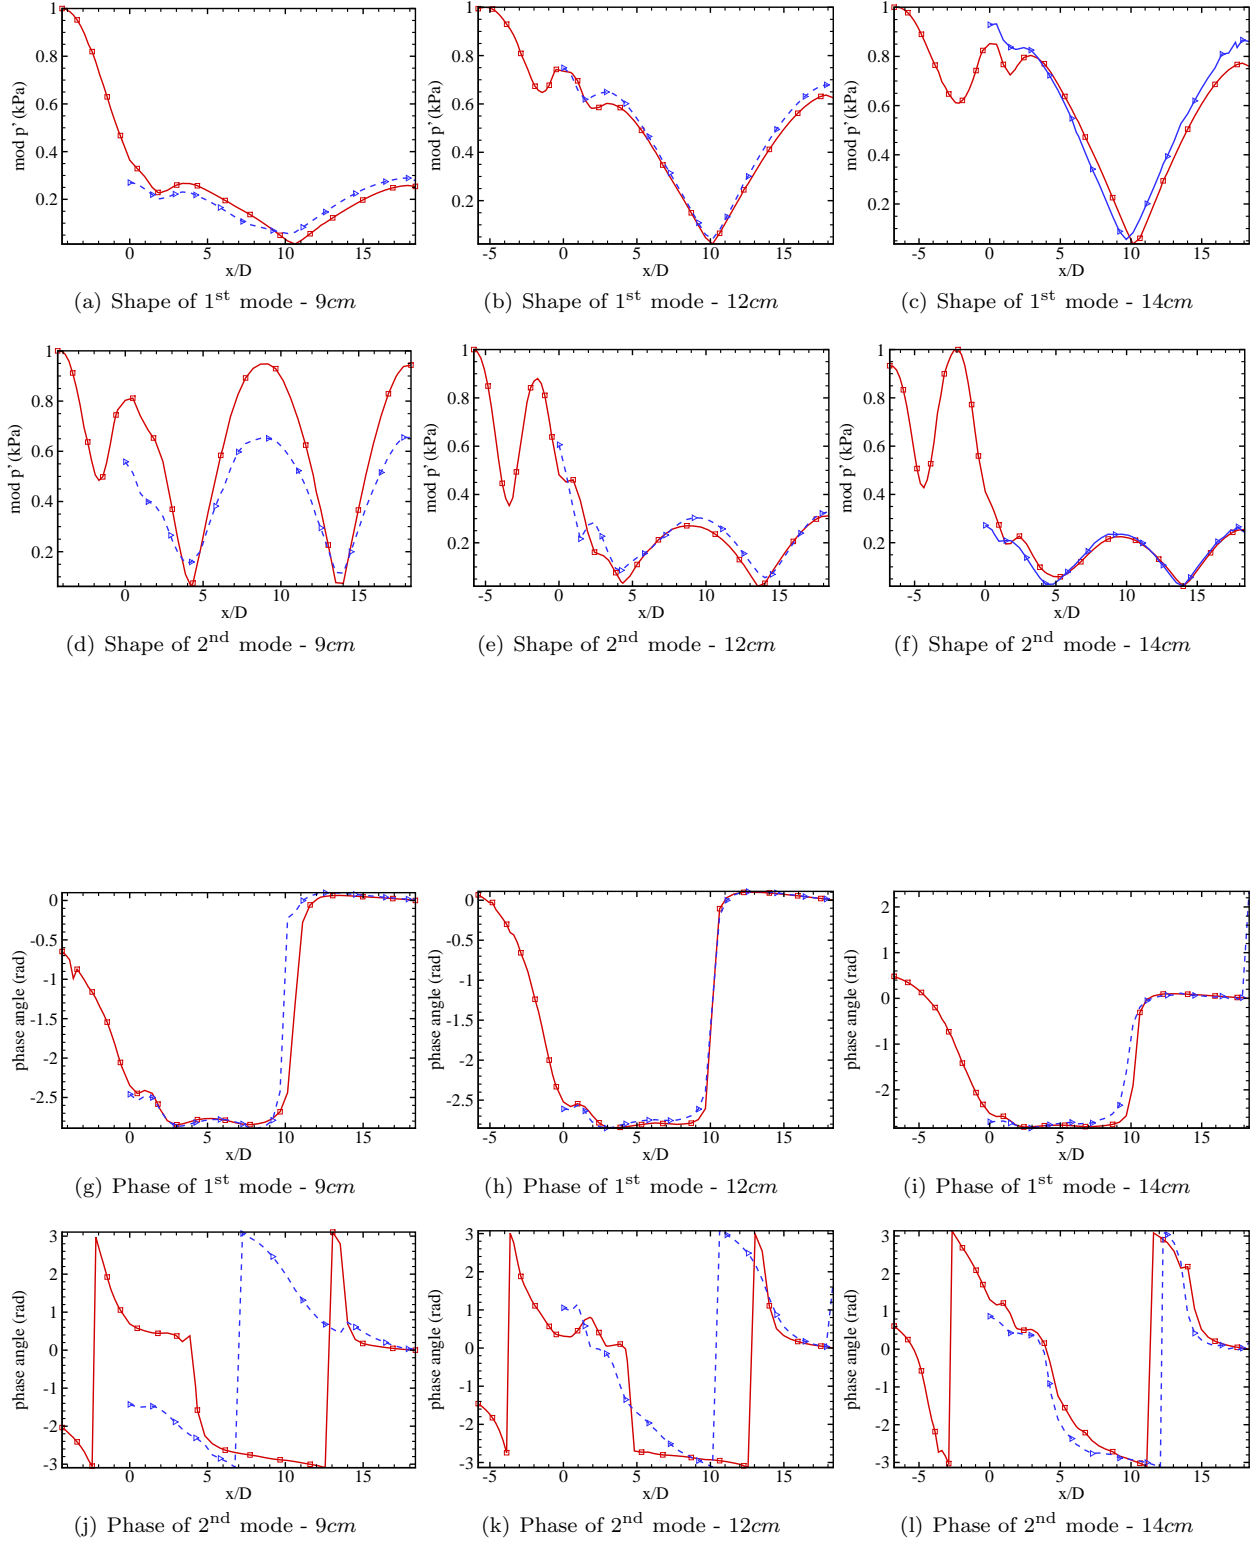 mod p' (kPa)
1
0.8
0.6
0.4
0.2
0 5 10 15
x/D
(a) Shape of 1st mode - 9cm
mod p' (kPa)
1
0.8
0.6
0.4
0.2
-5 0 5 10 15
x/D
(b) Shape of 1st mode - 12cm
mod p' (kPa)
1
0.8
0.6
0.4
0.2
-5 0 5 10 15
x/D
(c) Shape of 1st mode - 14cm
mod p' (kPa)
1
0.8
0.6
0.4
0.2
0 5 10 15
x/D
(d) Shape of 2nd mode - 9cm
mod p' (kPa)
1
0.8
0.6
0.4
0.2
-5 0 5 10 15
x/D
(e) Shape of 2nd mode - 12cm
mod p' (kPa)
1
0.8
0.6
0.4
0.2
-5 0 5 10 15
x/D
(f) Shape of 2nd mode - 14cm
phase angle (rad)
0
-0.5
-1
-1.5
-2
-2.5
0 5 10 15
x/D
(g) Phase of 1st mode - 9cm
phase angle (rad)
0
-0.5
-1
-1.5
-2
-2.5
-5 0 5 10 15
x/D
(h) Phase of 1st mode - 12cm
phase angle (rad)
2
1
0
-1
-2
-5 0 5 10 15
x/D
(i) Phase of 1st mode - 14cm
phase angle (rad)
3
2
1
0
-1
-2
-3
0 5 10 15
x/D
(j) Phase of 2nd mode - 9cm
phase angle (rad)
3
2
1
0
-1
-2
-3
-5 0 5 10 15
x/D
(k) Phase of 2nd mode - 12cm
phase angle (rad)
3
2
1
0
-1
-2
-3
-5 0 5 10 15
x/D
(l) Phase of 2nd mode - 14cm